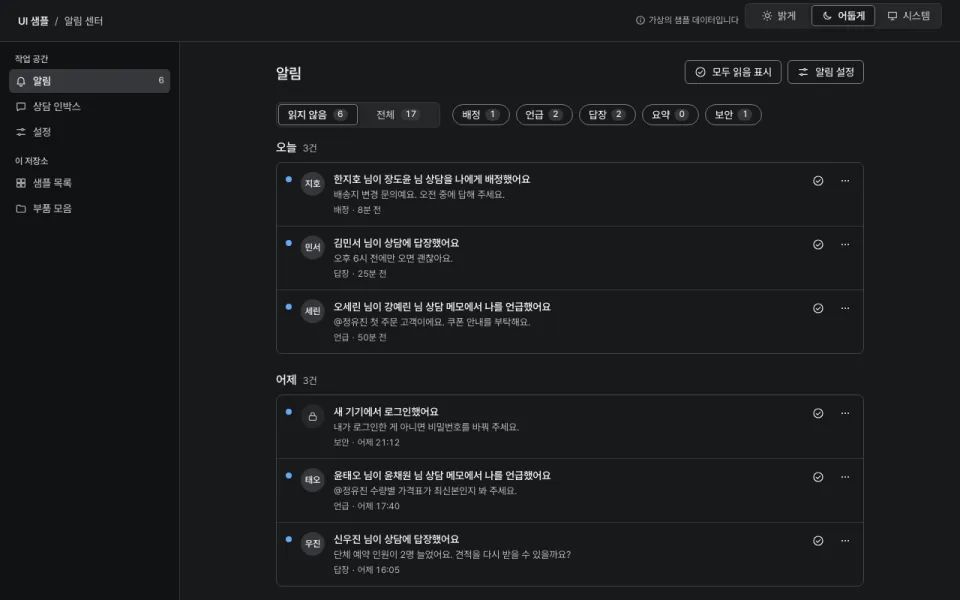 UI 샘플 / 알림 센터
가상의 샘플 데이터입니다
밝게
어둡게
시스템
작업 공간
알림 6
상담 인박스
설정
이 저장소
샘플 목록
부품 모음
알림
모두 읽음 표시
알림 설정
읽지 않음 6
전체 17
배정 1
언급 2
답장 2
요약 0
보안 1
오늘 3건
지호
한지호 님이 장도윤 님 상담을 나에게 배정했어요
배송지 변경 문의예요. 오전 중에 답해 주세요.
배정 · 8분 전
민서
김민서 님이 상담에 답장했어요
오후 6시 전에만 오면 괜찮아요.
답장 · 25분 전
세린
오세린 님이 강예린 님 상담 메모에서 나를 언급했어요
@정유진 첫 주문 고객이에요. 쿠폰 안내를 부탁해요.
언급 · 50분 전
어제 3건
새 기기에서 로그인했어요
내가 로그인한 게 아니면 비밀번호를 바꿔 주세요.
보안 · 어제 21:12
태오
윤태오 님이 윤채원 님 상담 메모에서 나를 언급했어요
@정유진 수량별 가격표가 최신본인지 봐 주세요.
언급 · 어제 17:40
우진
신우진 님이 상담에 답장했어요
단체 예약 인원이 2명 늘었어요. 견적을 다시 받을 수 있을까요?
답장 · 어제 16:05